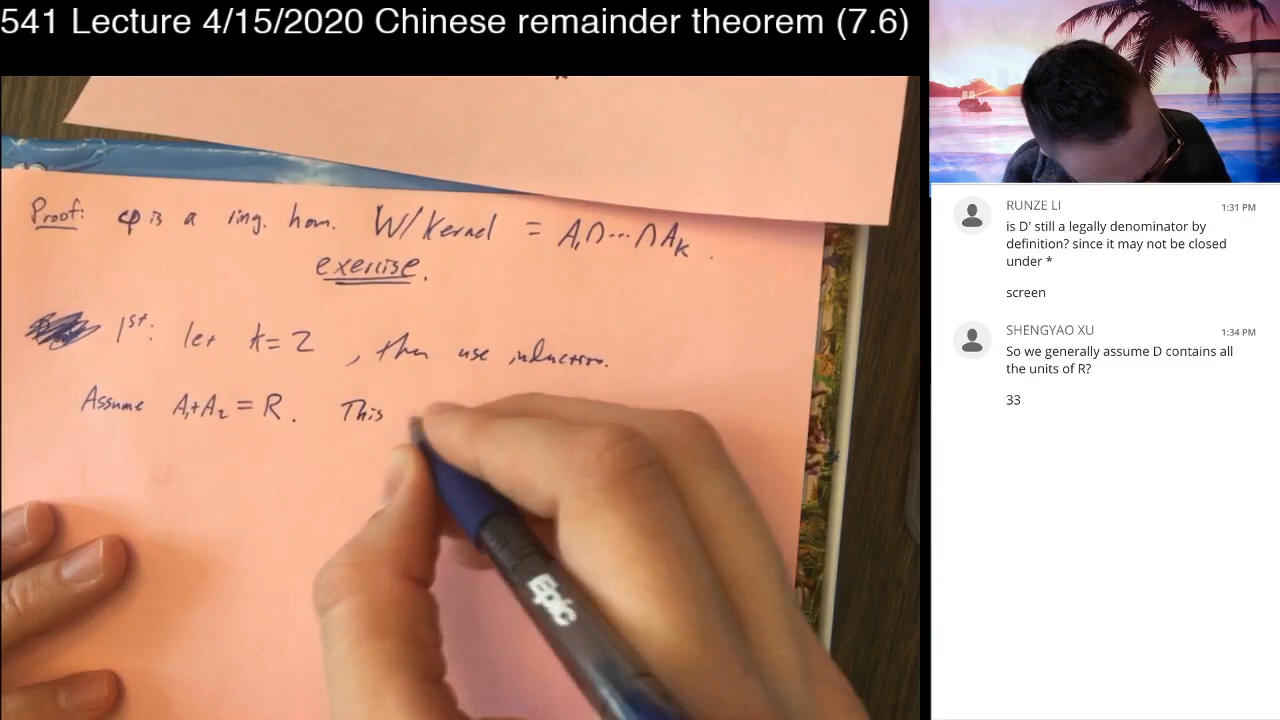 541 Lecture 4/15/2020 Chinese remainder theorem (7.6)
Proof: φ is a ring. hom. W/Kernel = A₁∩···∩Aₖ.
exercise.
1st: let k=2, then use induction.
Assume A₁+A₂ = R. This
Epic
RUNZE LI 1:31 PM
is D' still a legally denominator by
definition? since it may not be closed
under *
screen
SHENGYAO XU 1:34 PM
So we generally assume D contains all
the units of R?
33